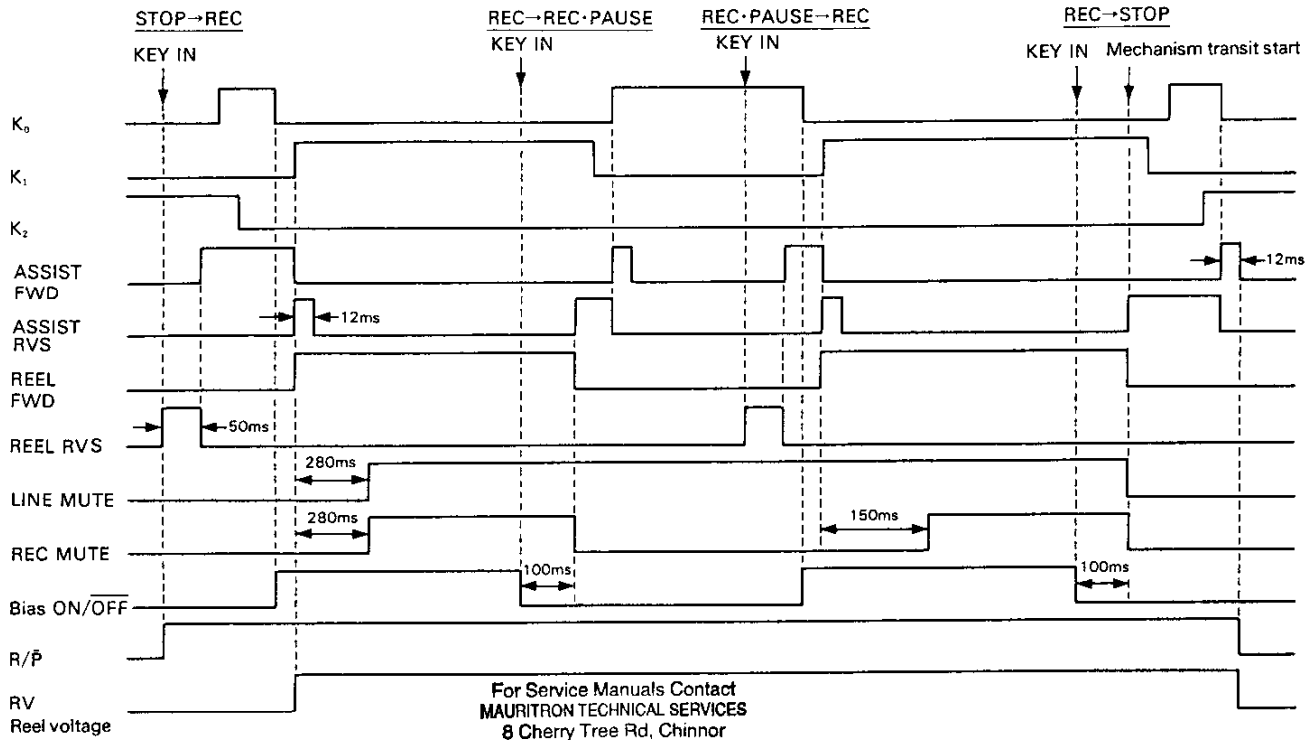 STOP→REC
REC→REC·PAUSE
REC·PAUSE→REC
REC→STOP
KEY IN
KEY IN
KEY IN
KEY IN
Mechanism transit start
K₀
K₁
K₂
ASSIST
FWD
12ms
ASSIST
RVS
12ms
REEL
FWD
REEL RVS
50ms
LINE MUTE
280ms
REC MUTE
280ms
150ms
Bias ON/O̅F̅F̅
100ms
100ms
R/P̄
RV
Reel voltage
For Service Manuals Contact
MAURITRON TECHNICAL SERVICES
8 Cherry Tree Rd, Chinnor